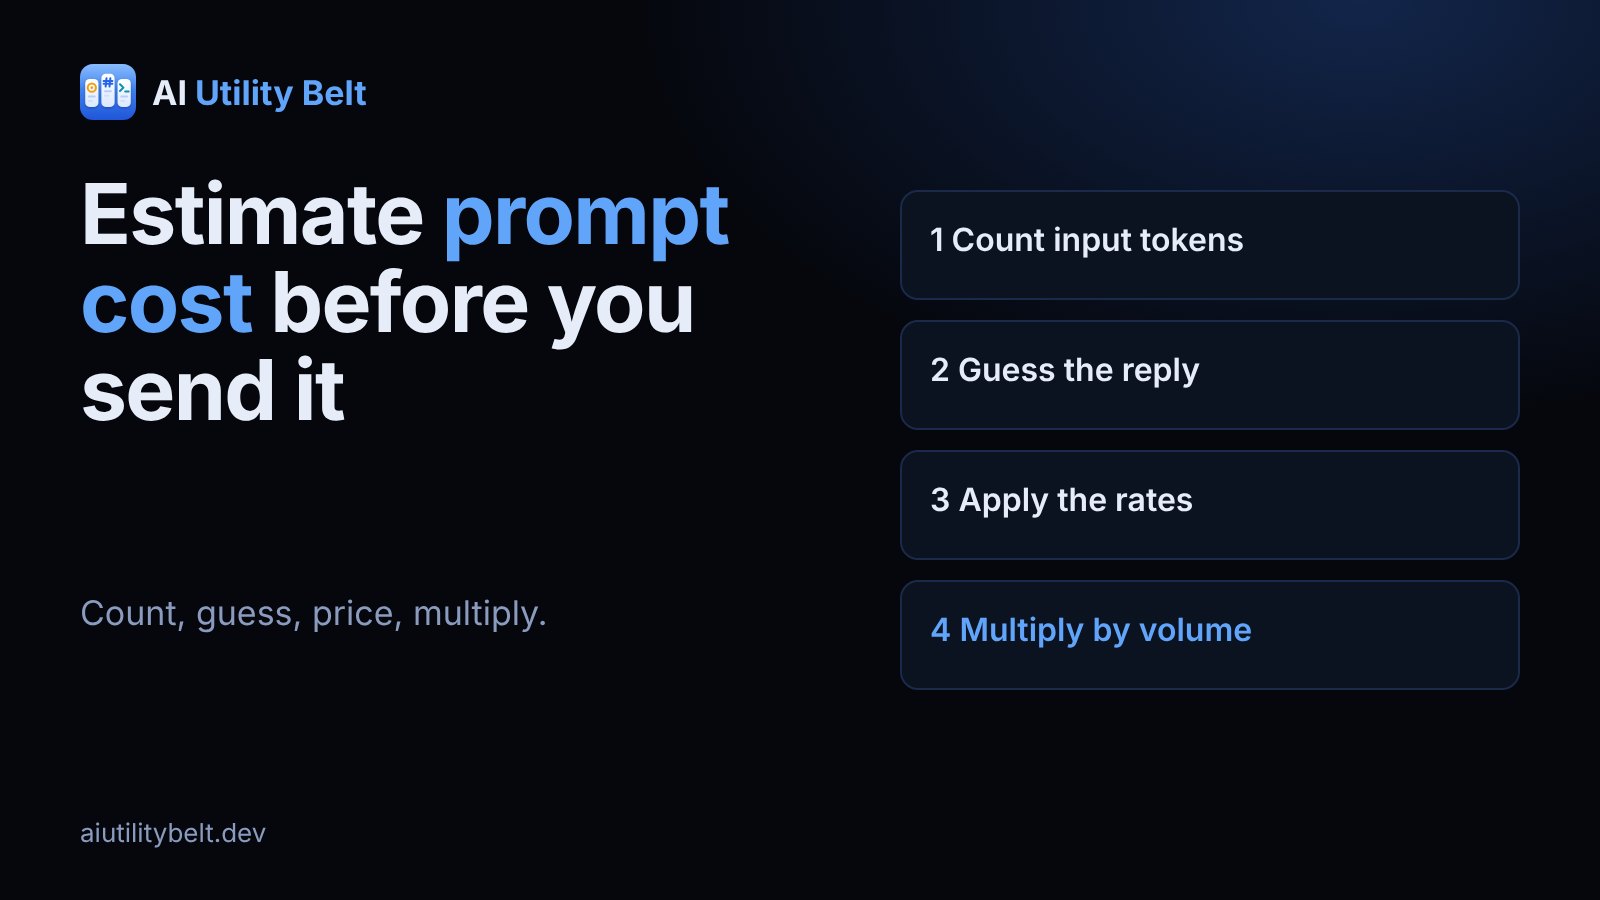 AI Utility Belt
Estimate prompt
cost before you
send it
Count, guess, price, multiply.
aiutilitybelt.dev
1 Count input tokens
2 Guess the reply
3 Apply the rates
4 Multiply by volume